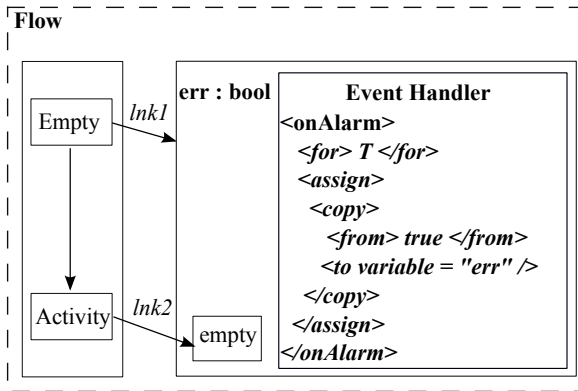 Flow
err : bool
Event Handler
Empty
lnk1
<onAlarm>
<for> T </for>
<assign>
<copy>
<from> true </from>
<to variable = "err" />
</copy>
</assign>
</onAlarm>
Activity
lnk2
empty